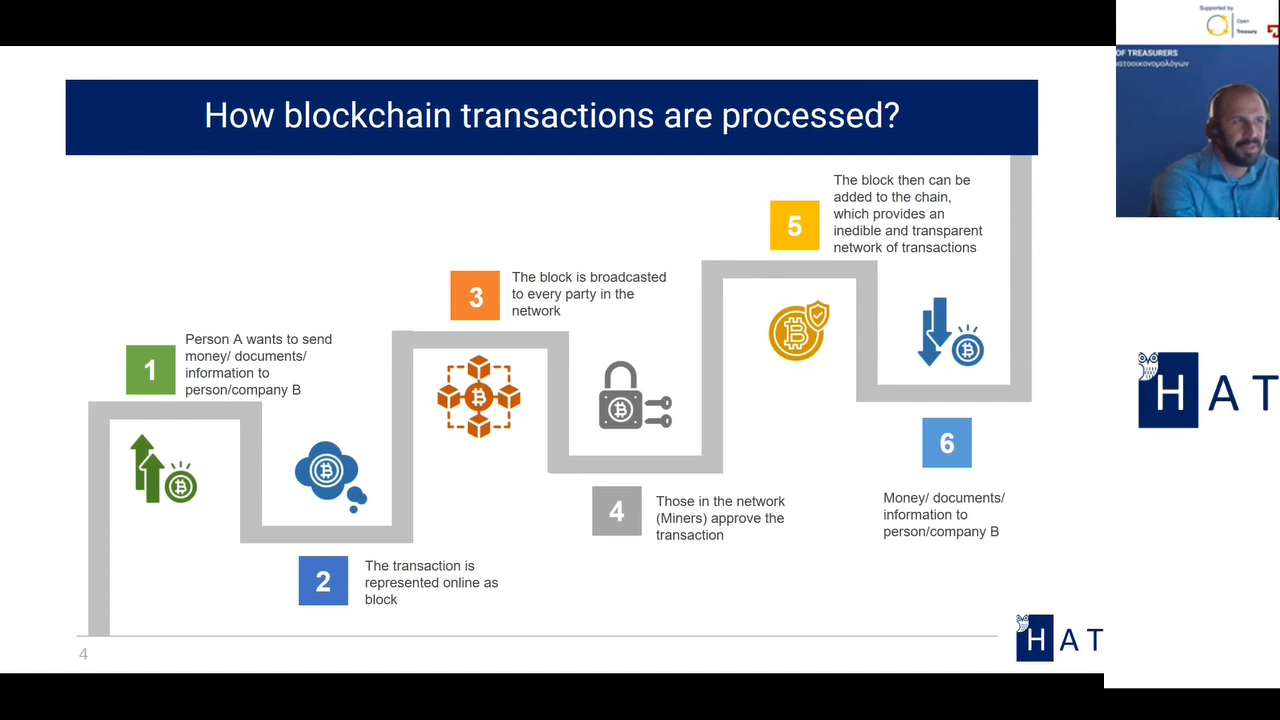 How blockchain transactions are processed?
1
Person A wants to send
money/ documents/
information to
person/company B
2
The transaction is
represented online as
block
3
The block is broadcasted
to every party in the
network
4
Those in the network
(Miners) approve the
transaction
5
The block then can be
added to the chain,
which provides an
inedible and transparent
network of transactions
6
Money/ documents/
information to
person/company B
4
HAT
Supported by
Open
Treasury
OF TREASURERS
ατοοικονομολόγων
HAT